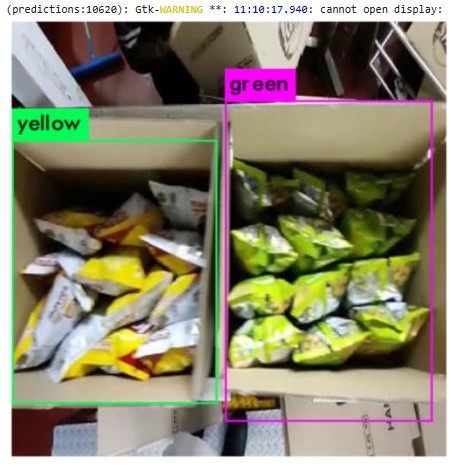 (predictions:10620): Gtk-WARNING **: 11:10:17.940: cannot open display:
green
yellow